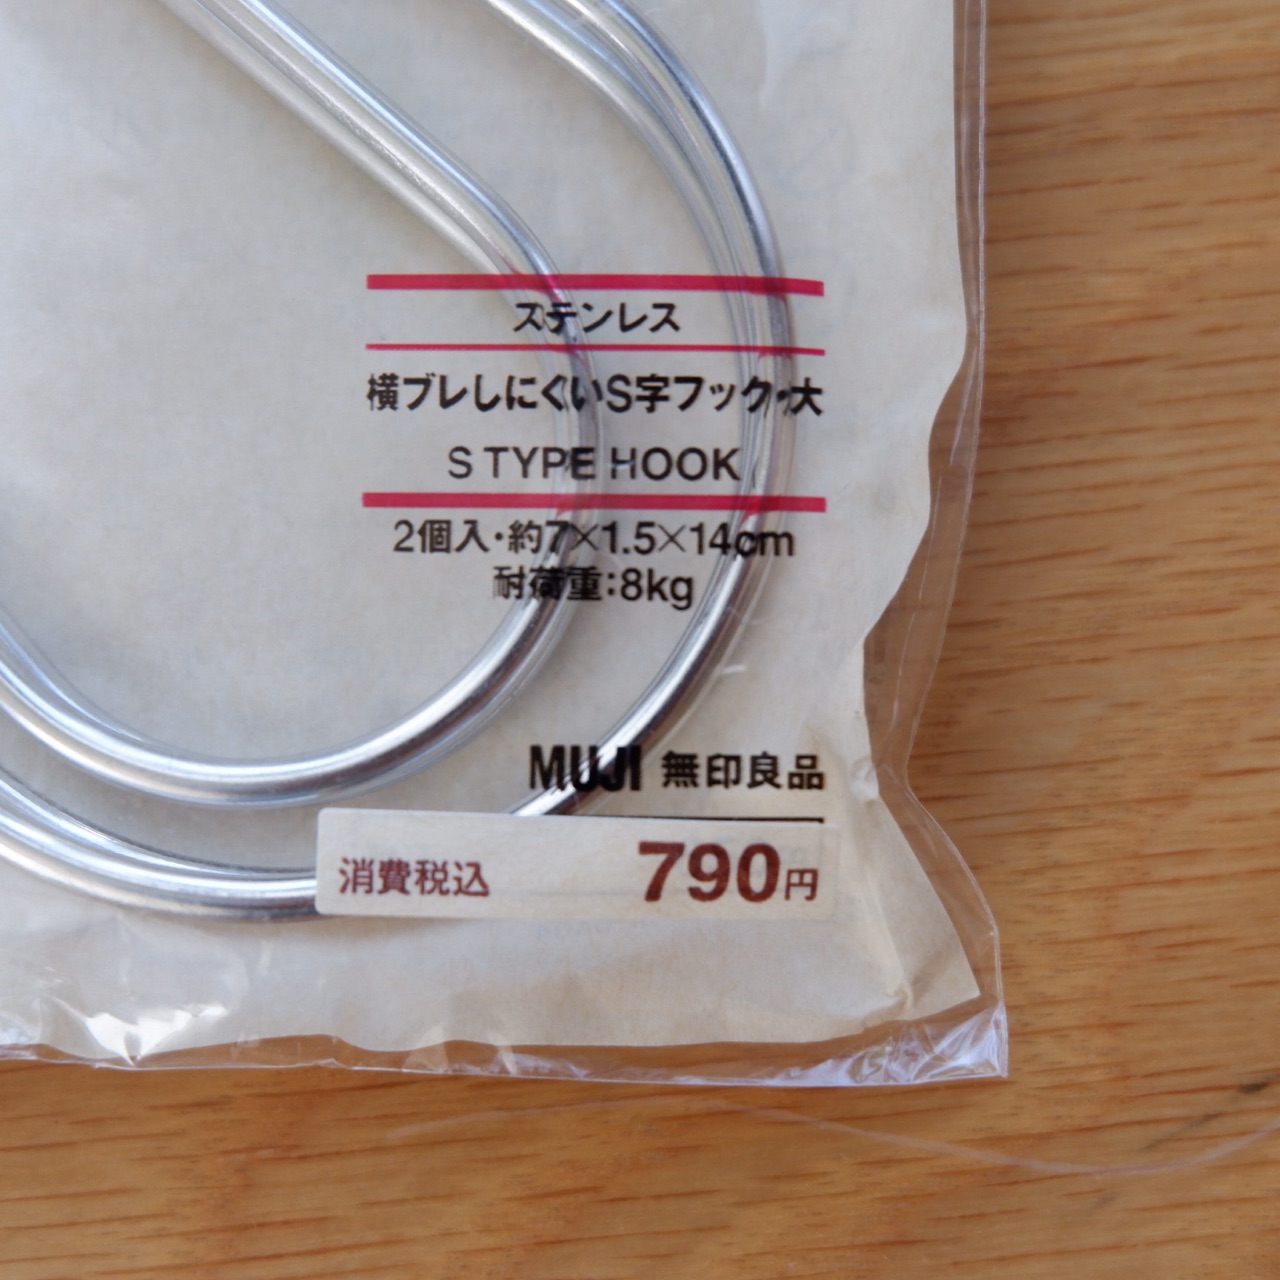 ステンレス
横ブレしにくいS字フック・大
S TYPE HOOK
2個入・約7×1.5×14cm
耐荷重：8kg
MUJI 無印良品
消費税込 790円